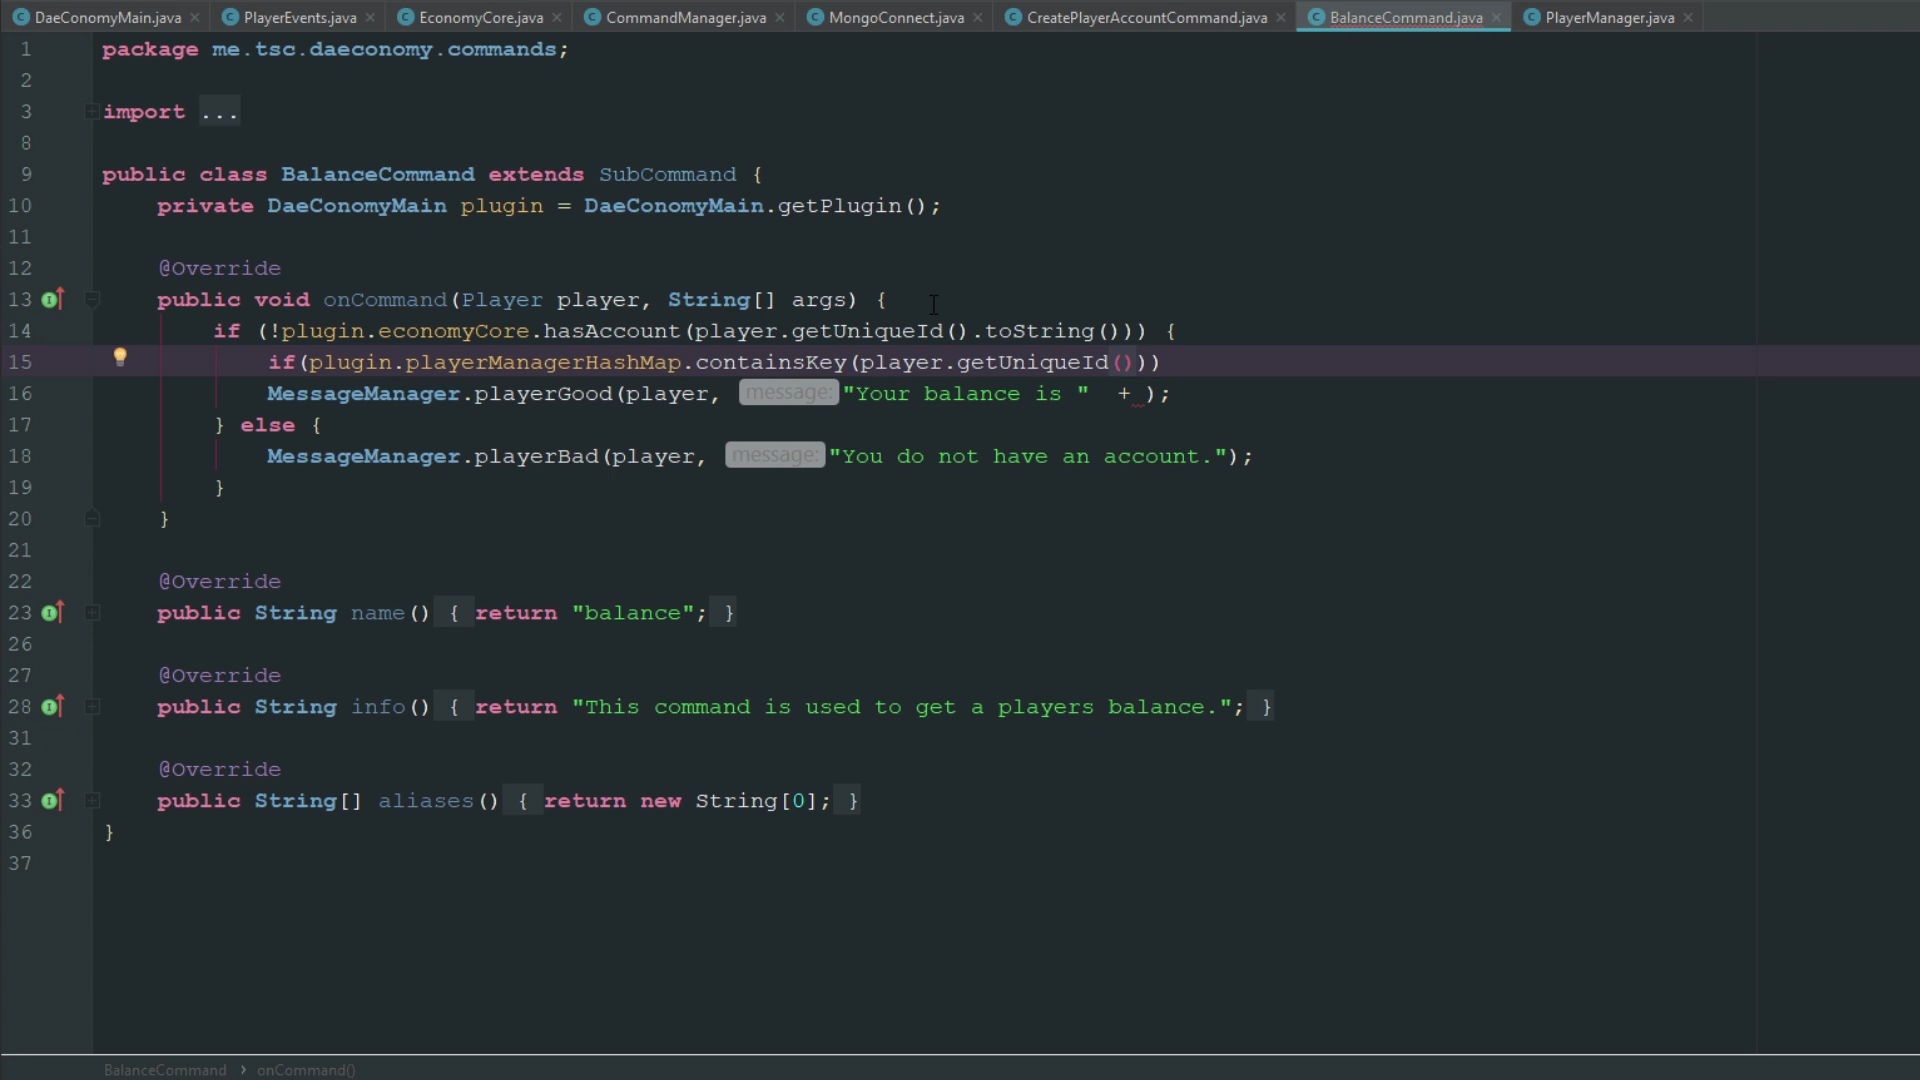 DaeConomyMain.java PlayerEvents.java EconomyCore.java CommandManager.java MongoConnect.java CreatePlayerAccountCommand.java BalanceCommand.java PlayerManager.java
1 package me.tsc.daeconomy.commands;
2
3 import ...
8
9 public class BalanceCommand extends SubCommand {
10 private DaeConomyMain plugin = DaeConomyMain.getPlugin();
11
12 @Override
13 public void onCommand(Player player, String[] args) {
14 if (!plugin.economyCore.hasAccount(player.getUniqueId().toString())) {
15 if(plugin.playerManagerHashMap.containsKey(player.getUniqueId()))
16 MessageManager.playerGood(player, message: "Your balance is " + );
17 } else {
18 MessageManager.playerBad(player, message: "You do not have an account.");
19 }
20 }
21
22 @Override
23 public String name() { return "balance"; }
26
27 @Override
28 public String info() { return "This command is used to get a players balance."; }
31
32 @Override
33 public String[] aliases() { return new String[0]; }
36 }
37
BalanceCommand › onCommand()